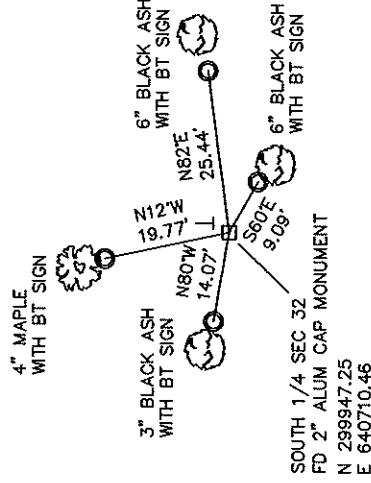 4" MAPLE
WITH BT SIGN
6" BLACK ASH
WITH BT SIGN
N12°W
19.77'
N82°E
25.44'
N80°W
14.07'
S60°E
9.09'
3" BLACK ASH
WITH BT SIGN
6" BLACK ASH
WITH BT SIGN
SOUTH 1/4 SEC 32
FD 2" ALUM CAP MONUMENT
N 299947.25
E 640710.46